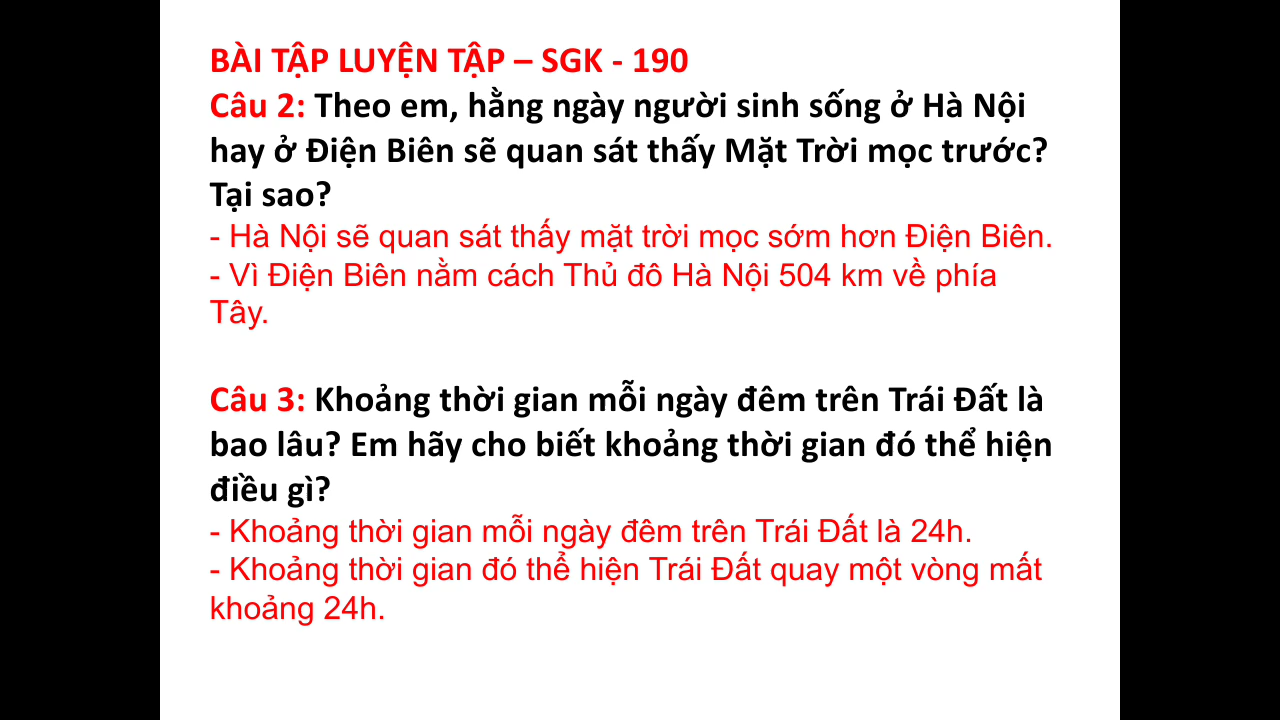 BÀI TẬP LUYỆN TẬP – SGK - 190
Câu 2: Theo em, hằng ngày người sinh sống ở Hà Nội
hay ở Điện Biên sẽ quan sát thấy Mặt Trời mọc trước?
Tại sao?
- Hà Nội sẽ quan sát thấy mặt trời mọc sớm hơn Điện Biên.
- Vì Điện Biên nằm cách Thủ đô Hà Nội 504 km về phía
Tây.
Câu 3: Khoảng thời gian mỗi ngày đêm trên Trái Đất là
bao lâu? Em hãy cho biết khoảng thời gian đó thể hiện
điều gì?
- Khoảng thời gian mỗi ngày đêm trên Trái Đất là 24h.
- Khoảng thời gian đó thể hiện Trái Đất quay một vòng mất
khoảng 24h.